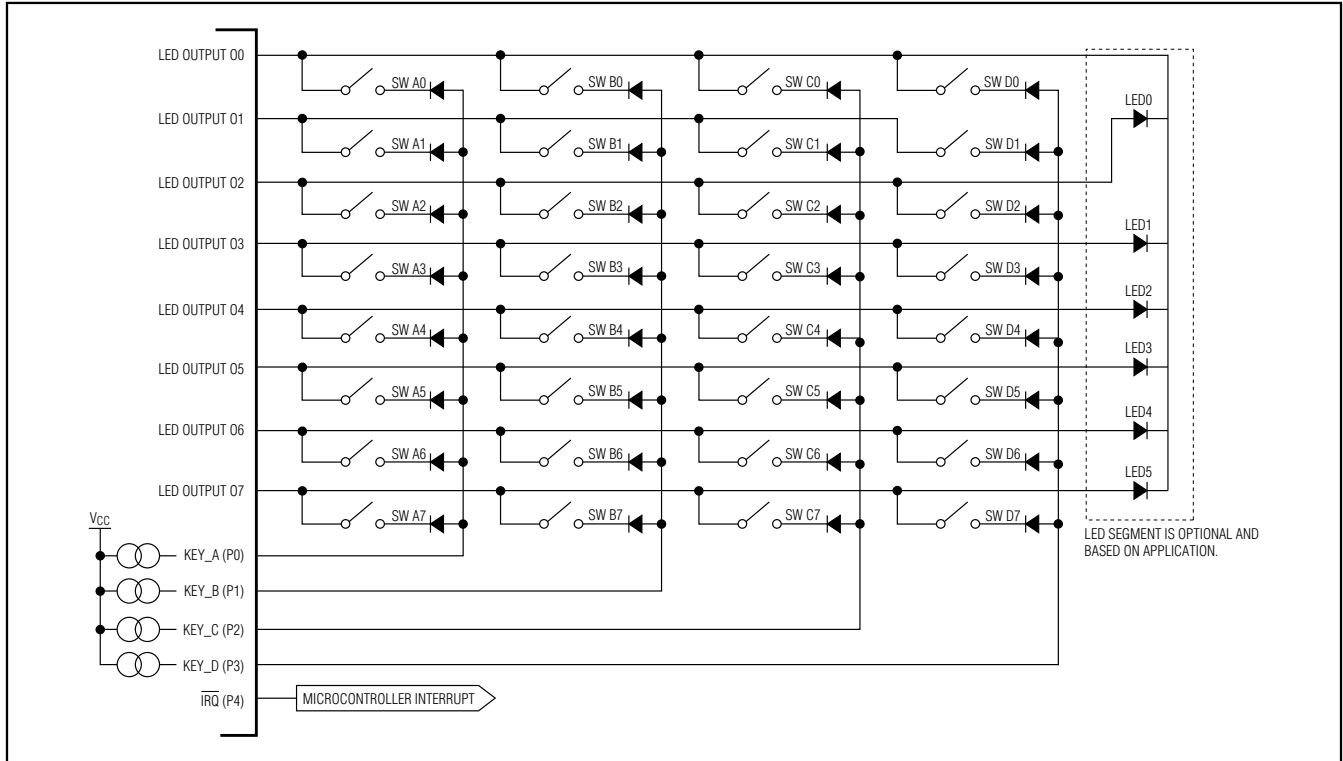 LED OUTPUT O0
SW A0 SW B0 SW C0 SW D0
LED0
LED OUTPUT O1
SW A1 SW B1 SW C1 SW D1
LED OUTPUT O2
SW A2 SW B2 SW C2 SW D2
LED1
LED OUTPUT O3
SW A3 SW B3 SW C3 SW D3
LED2
LED OUTPUT O4
SW A4 SW B4 SW C4 SW D4
LED3
LED OUTPUT O5
SW A5 SW B5 SW C5 SW D5
LED4
LED OUTPUT O6
SW A6 SW B6 SW C6 SW D6
LED5
LED OUTPUT O7
SW A7 SW B7 SW C7 SW D7
VCC
LED SEGMENT IS OPTIONAL AND
BASED ON APPLICATION.
KEY_A (P0)
KEY_B (P1)
KEY_C (P2)
KEY_D (P3)
IRQ (P4)
MICROCONTROLLER INTERRUPT